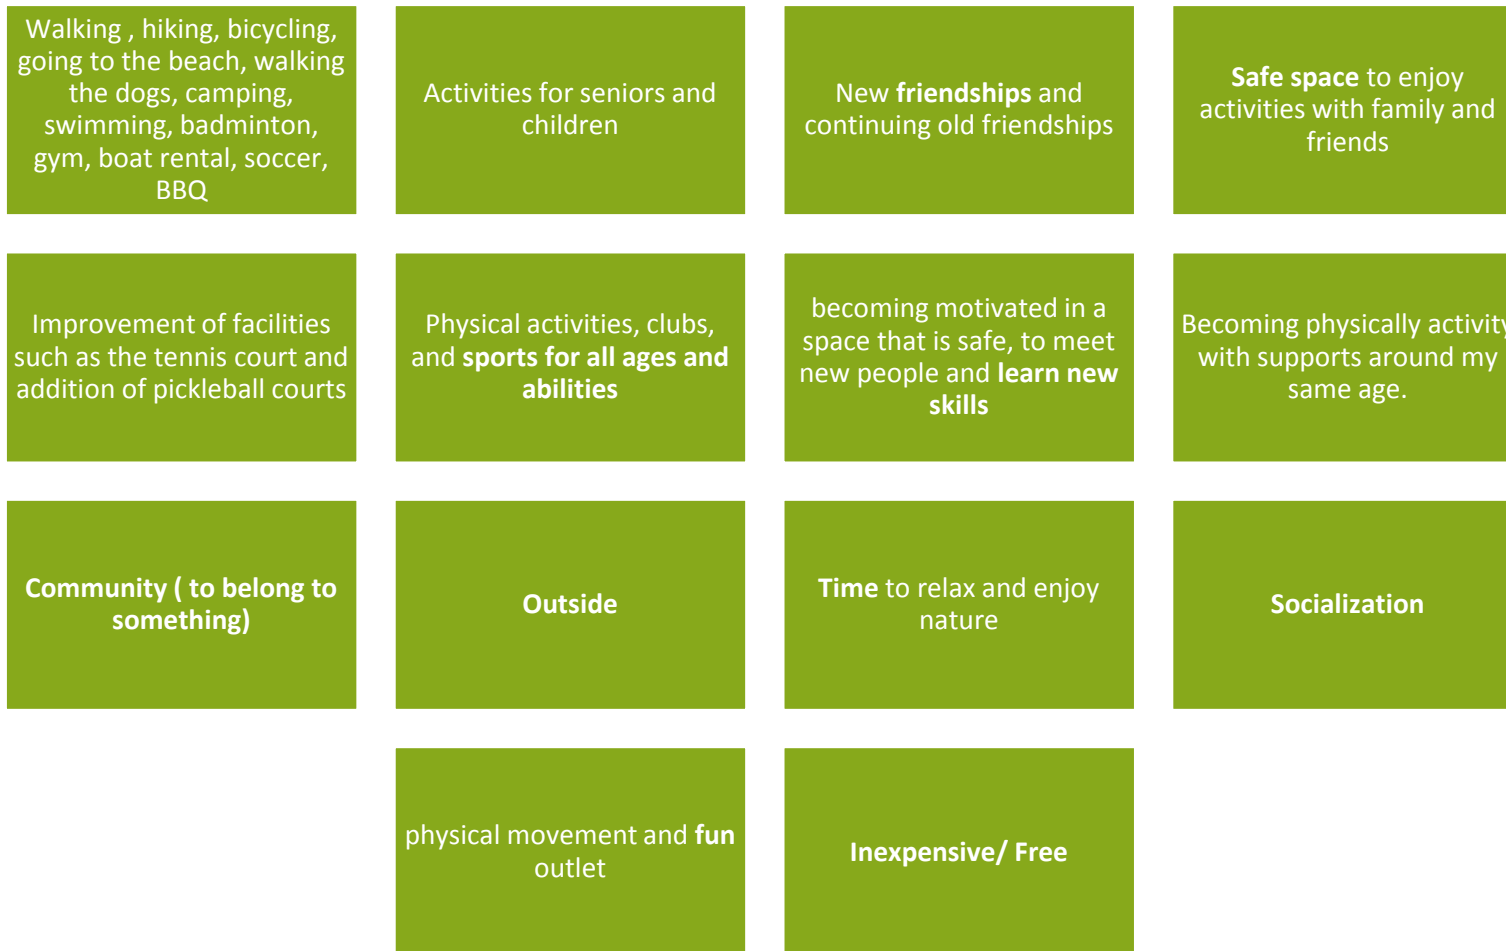 Walking , hiking, bicycling,
going to the beach, walking
the dogs, camping,
swimming, badminton,
gym, boat rental, soccer,
BBQ
Activities for seniors and
children
New friendships and
continuing old friendships
Safe space to enjoy
activities with family and
friends
Improvement of facilities
such as the tennis court and
addition of pickleball courts
Physical activities, clubs,
and sports for all ages and
abilities
becoming motivated in a
space that is safe, to meet
new people and learn new
skills
Becoming physically activity
with supports around my
same age.
Community ( to belong to
something)
Outside
Time to relax and enjoy
nature
Socialization
physical movement and fun
outlet
Inexpensive/ Free